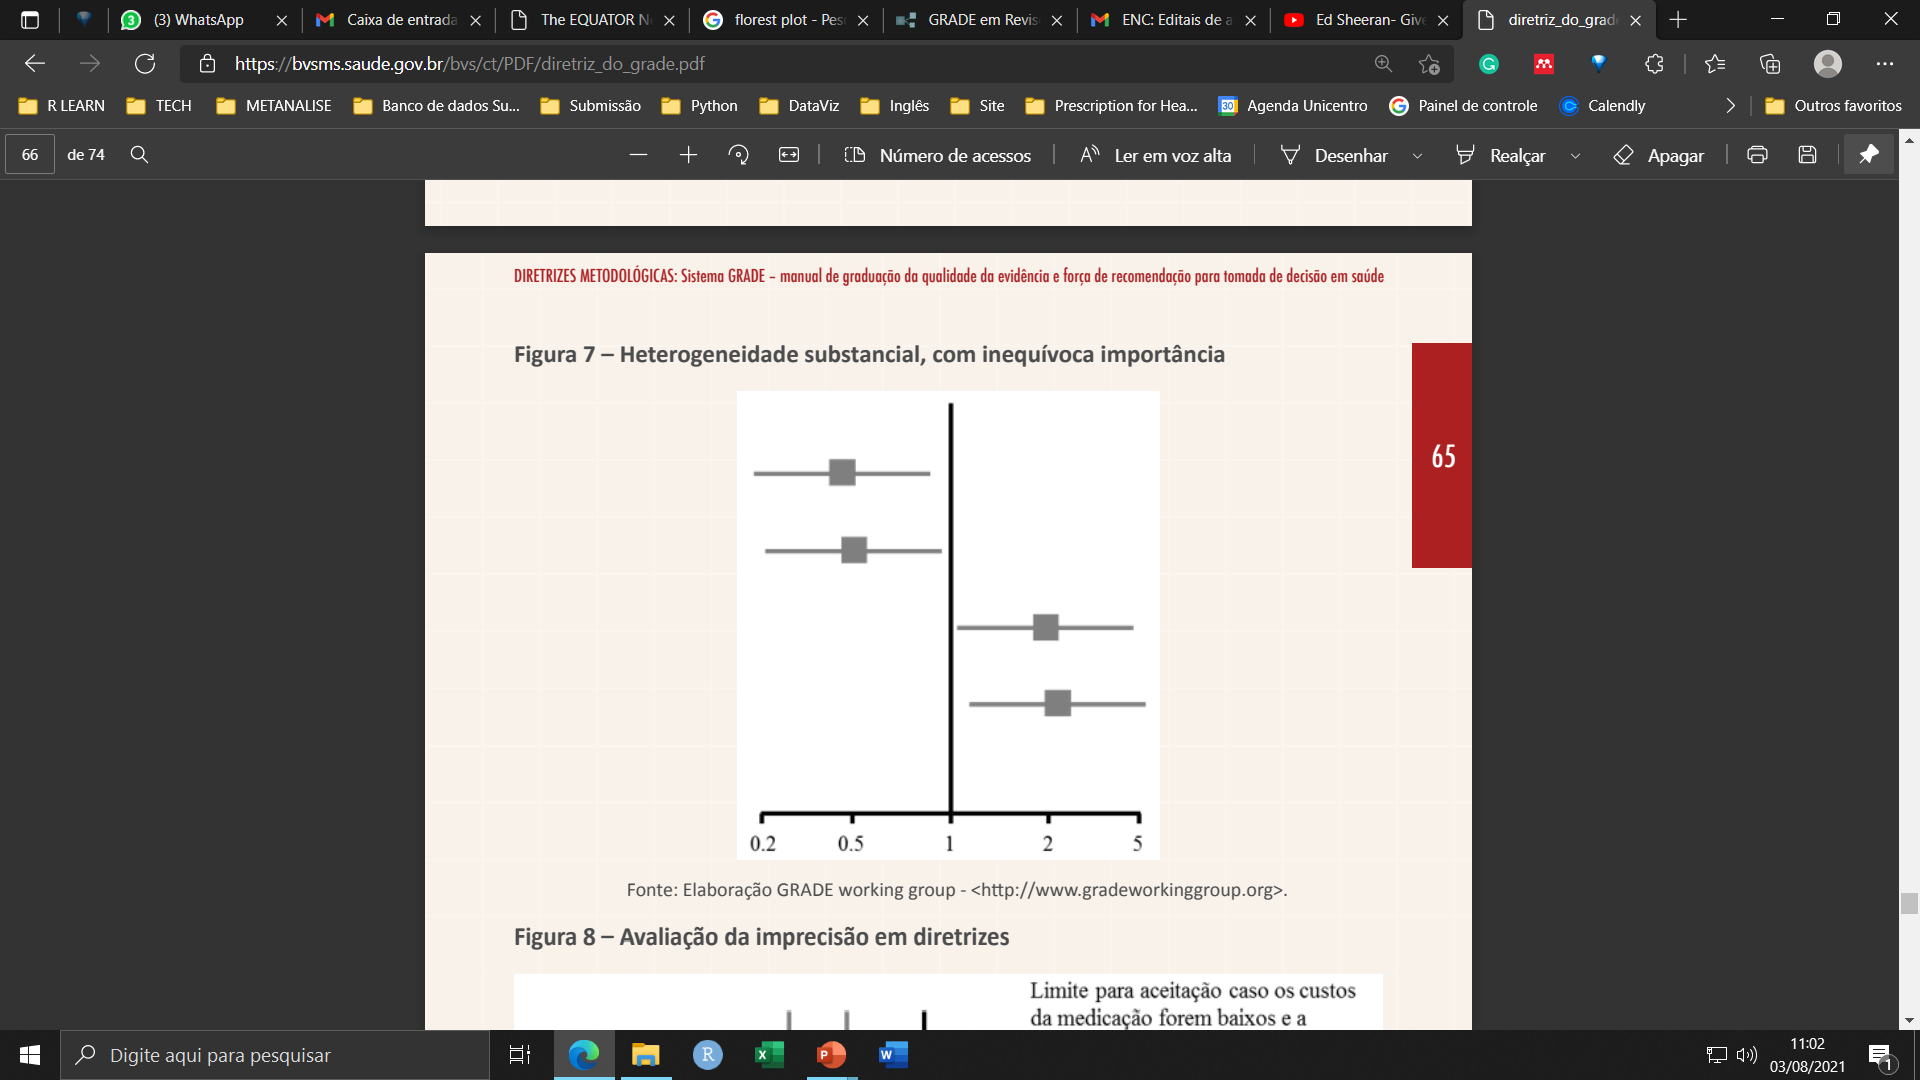 (3) WhatsApp
Caixa de entrada
The EQUATOR N
florest plot - Pes
GRADE em Revis
ENC: Editais de a
Ed Sheeran- Giv
diretriz_do_grad
https://bvsms.saude.gov.br/bvs/ct/PDF/diretriz_do_grade.pdf
R LEARN
TECH
METANALISE
Banco de dados Su...
Submissão
Python
DataViz
Inglês
Site
Prescription for Hea...
30
Agenda Unicentro
Painel de controle
Calendly
Outros favoritos
66 de 74
Número de acessos
Ler em voz alta
Desenhar
Realçar
Apagar
DIRETRIZES METODOLÓGICAS: Sistema GRADE – manual de graduação da qualidade da evidência e força de recomendação para tomada de decisão em saúde
Figura 7 – Heterogeneidade substancial, com inequívoca importância
65
0.2 0.5 1 2 5
Fonte: Elaboração GRADE working group - <http://www.gradeworkinggroup.org>.
Figura 8 – Avaliação da imprecisão em diretrizes
Limite para aceitação caso os custos
da medicação forem baixos e a
Digite aqui para pesquisar
11:02
03/08/2021
1